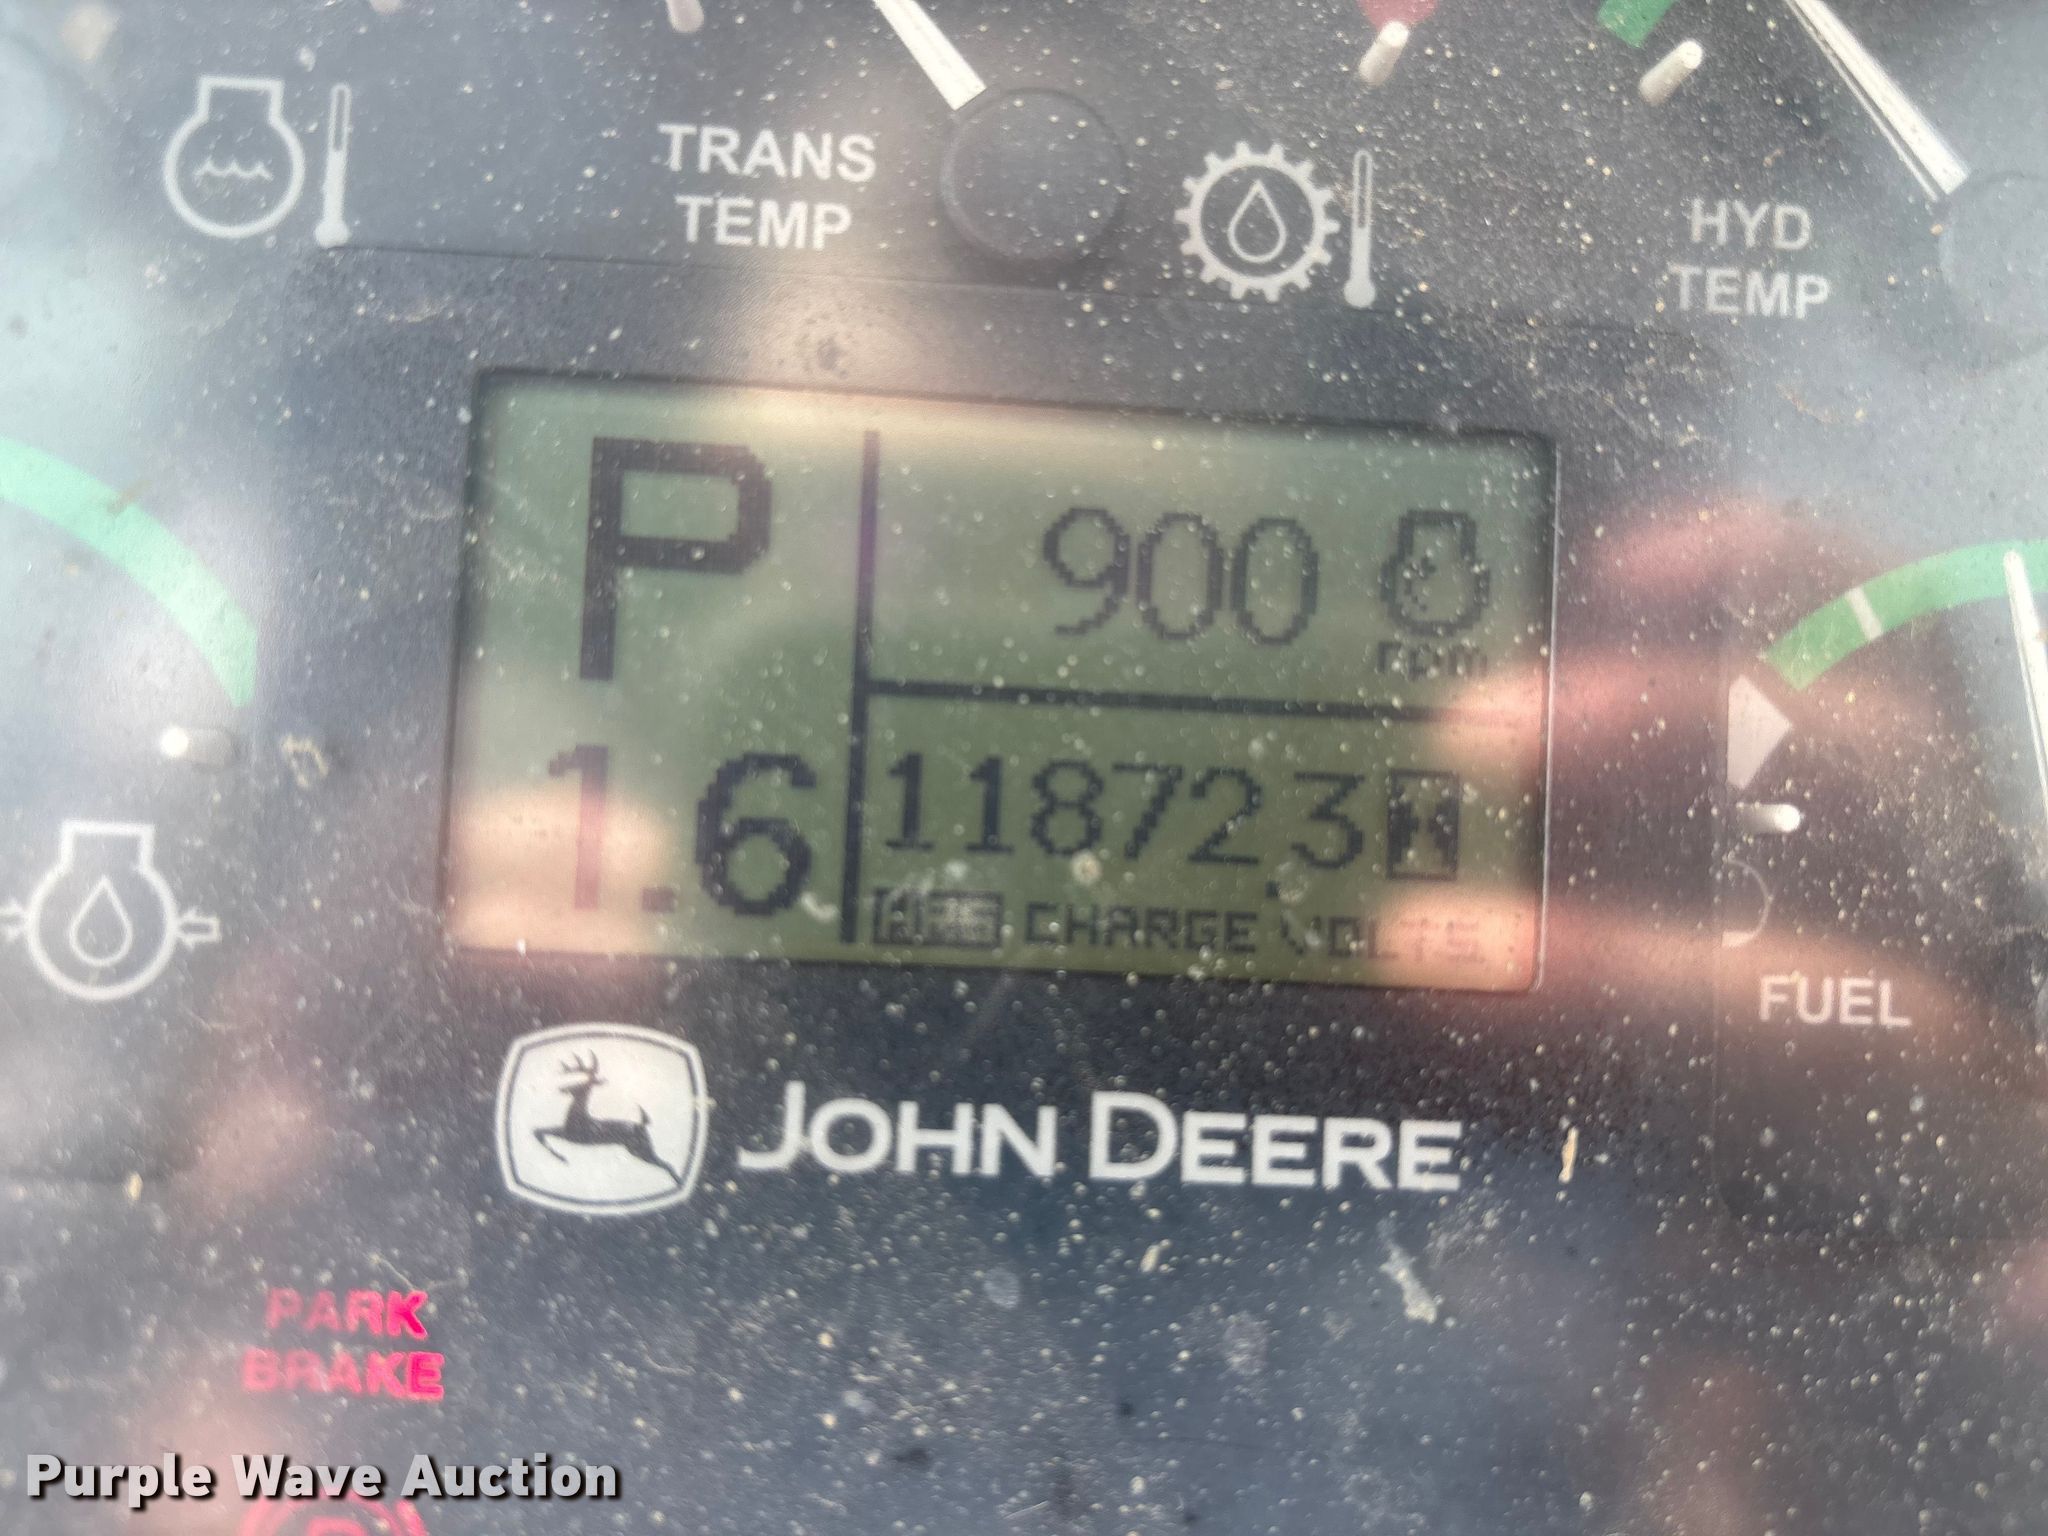 TRANS
TEMP
HYD
TEMP
P
900
rpm
1.6
11872.3
CHARGE VOLTS
FUEL
JOHN DEERE
PARK
BRAKE
Purple Wave Auction